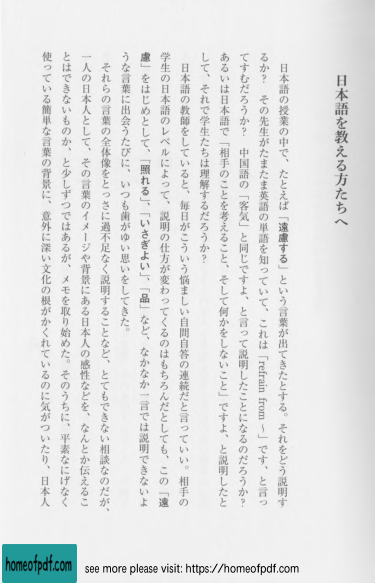 日本語を教える方たちへ
日本語の授業の中で、たとえば「遠慮する」という言葉が出てきたとする。それをどう説明す
るか? その先生がたまたま英語の単語を知っていて、これは「refrain from~」です、と言っ
てすむだろうか? 中国語の「客気」と同じですよ、と言って説明したことになるのだろうか?
あるいは日本語で「相手のことを考えること、そして何かをしないこと」ですよ、と説明したと
して、それで学生たちは理解するだろうか?
日本語の教師をしていると、毎日がこういう悩ましい自問自答の連続だと言っていい。相手の
学生の日本語のレベルによって、説明の仕方が変わってくるのはもちろんだとしても、この「遠
慮」をはじめとして、「照れる」、「いさぎよい」、「品」など、なかなか一言では説明できないよ
うな言葉に出会うたびに、いつも歯がゆい思いをしてきた。
それらの言葉の全体像をとっさに過不足なく説明することなど、とてもできない相談なのだが、
一人の日本人として、その言葉のイメージや背景にある日本人の感性などを、なんとか伝えるこ
とはできないものか、と少しずつではあるが、メモを取り始めた。そのうちに、平素なにげなく
使っている簡単な言葉の背景に、意外に深い文化の根がかくれているのに気がついたり、日本人
homeofpdf.com
see more please visit: https://homeofpdf.com